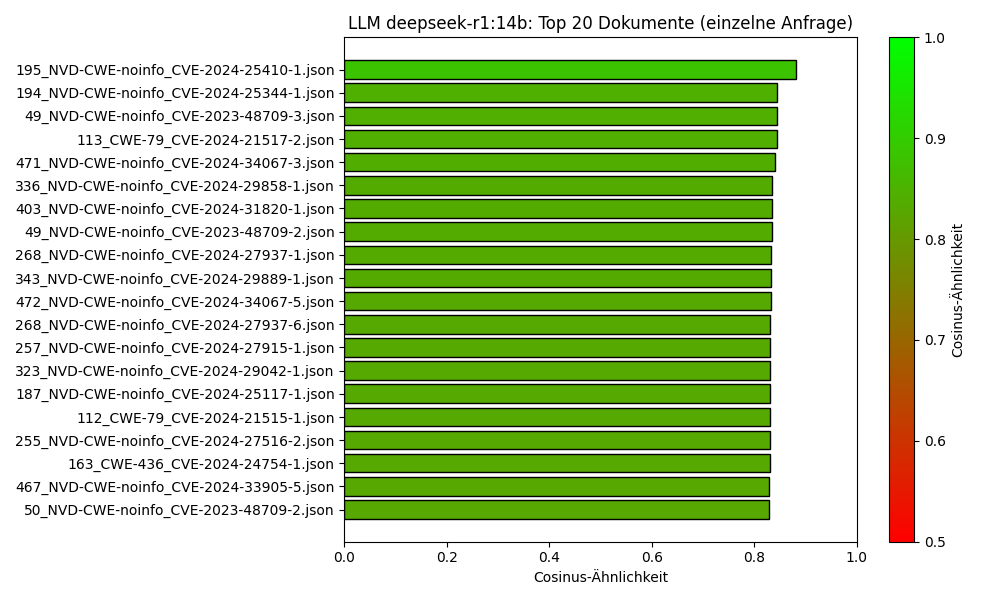 LLM deepseek-r1:14b: Top 20 Dokumente (einzelne Anfrage)
195_NVD-CWE-noinfo_CVE-2024-25410-1.json
194_NVD-CWE-noinfo_CVE-2024-25344-1.json
49_NVD-CWE-noinfo_CVE-2023-48709-3.json
113_CWE-79_CVE-2024-21517-2.json
471_NVD-CWE-noinfo_CVE-2024-34067-3.json
336_NVD-CWE-noinfo_CVE-2024-29858-1.json
403_NVD-CWE-noinfo_CVE-2024-31820-1.json
49_NVD-CWE-noinfo_CVE-2023-48709-2.json
268_NVD-CWE-noinfo_CVE-2024-27937-1.json
343_NVD-CWE-noinfo_CVE-2024-29889-1.json
472_NVD-CWE-noinfo_CVE-2024-34067-5.json
268_NVD-CWE-noinfo_CVE-2024-27937-6.json
257_NVD-CWE-noinfo_CVE-2024-27915-1.json
323_NVD-CWE-noinfo_CVE-2024-29042-1.json
187_NVD-CWE-noinfo_CVE-2024-25117-1.json
112_CWE-79_CVE-2024-21515-1.json
255_NVD-CWE-noinfo_CVE-2024-27516-2.json
163_CWE-436_CVE-2024-24754-1.json
467_NVD-CWE-noinfo_CVE-2024-33905-5.json
50_NVD-CWE-noinfo_CVE-2023-48709-2.json
0.0 0.2 0.4 0.6 0.8 1.0
Cosinus-Ähnlichkeit
1.0
0.9
0.8
0.7
0.6
0.5
Cosinus-Ähnlichkeit